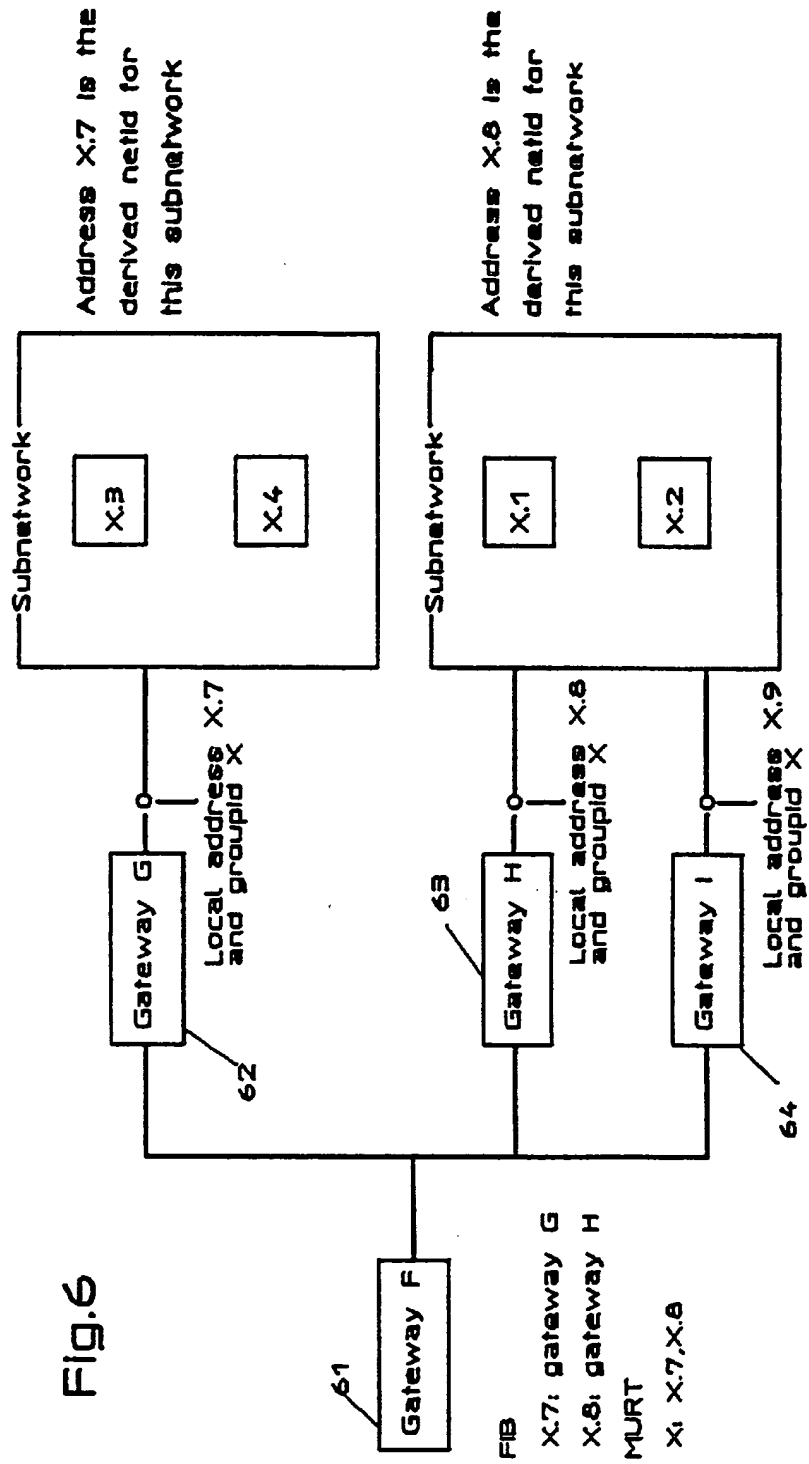 Fig.6
61
Gateway F
FIB
X.7: gateway G
X.8: gateway H
MURT
X: X.7,X.8
62
Gateway G
Local address X.7
and groupid X
Subnetwork
X.3
X.4
Address X.7 is the
derived netid for
this subnetwork
63
Gateway H
Local address X.8
and groupid X
64
Gateway I
Local address X.9
and groupid X
Subnetwork
X.1
X.2
Address X.8 is the
derived netid for
this subnetwork